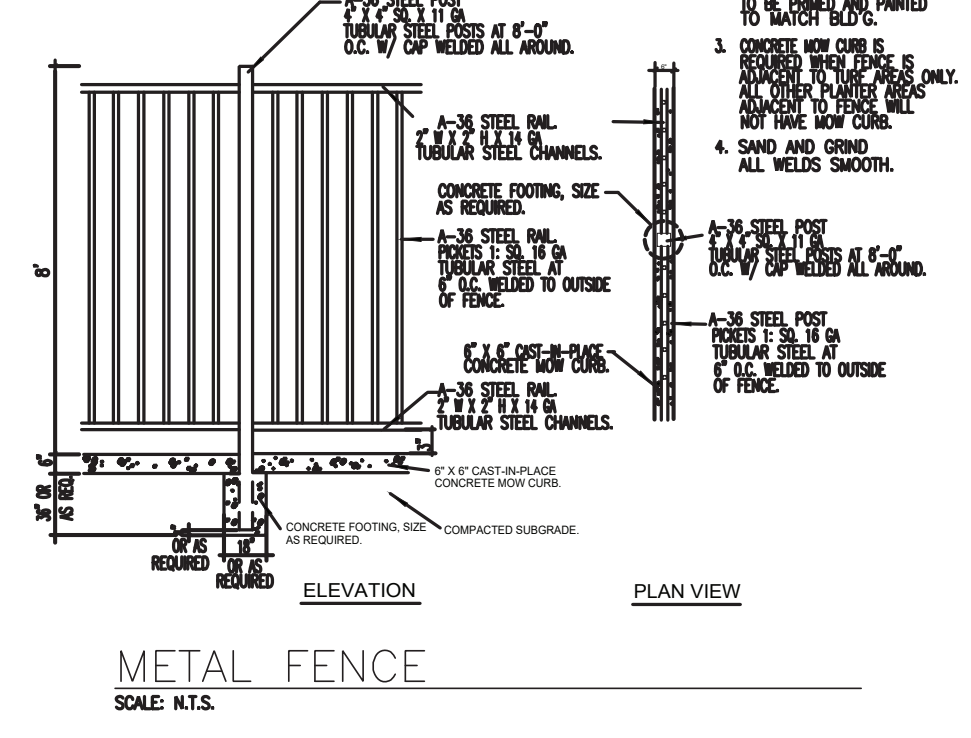 A-36 STEEL POST
4" X 4" SQ. X 11 GA
TUBULAR STEEL POSTS AT 8'-0"
O.C. W/ CAP WELDED ALL AROUND.
TO BE PRIMED AND PAINTED
TO MATCH BLD'G.
3. CONCRETE MOW CURB IS
REQUIRED WHEN FENCE IS
ADJACENT TO TURF AREAS ONLY.
ALL OTHER PLANTER AREAS
ADJACENT TO FENCE WILL
NOT HAVE MOW CURB.
4. SAND AND GRIND
ALL WELDS SMOOTH.
6"
A-36 STEEL RAIL.
2" W X 2" H X 14 GA
TUBULAR STEEL CHANNELS.
CONCRETE FOOTING, SIZE
AS REQUIRED.
A-36 STEEL RAIL.
PICKETS 1: SQ. 16 GA
TUBULAR STEEL AT
6" O.C. WELDED TO OUTSIDE
OF FENCE.
A-36 STEEL POST
4" X 4" SQ. X 11 GA
TUBULAR STEEL POSTS AT 8'-0"
O.C. W/ CAP WELDED ALL AROUND.
A-36 STEEL POST
PICKETS 1: SQ. 16 GA
TUBULAR STEEL AT
6" O.C. WELDED TO OUTSIDE
OF FENCE.
6" X 6" CAST-IN-PLACE
CONCRETE MOW CURB.
A-36 STEEL RAIL.
2" W X 2" H X 14 GA
TUBULAR STEEL CHANNELS.
8'
3"
6"
36" OR
AS REQ.
6" X 6" CAST-IN-PLACE
CONCRETE MOW CURB.
CONCRETE FOOTING, SIZE
AS REQUIRED.
COMPACTED SUBGRADE.
OR AS
REQUIRED
18"
OR AS
REQUIRED
ELEVATION
PLAN VIEW
METAL FENCE
SCALE: N.T.S.